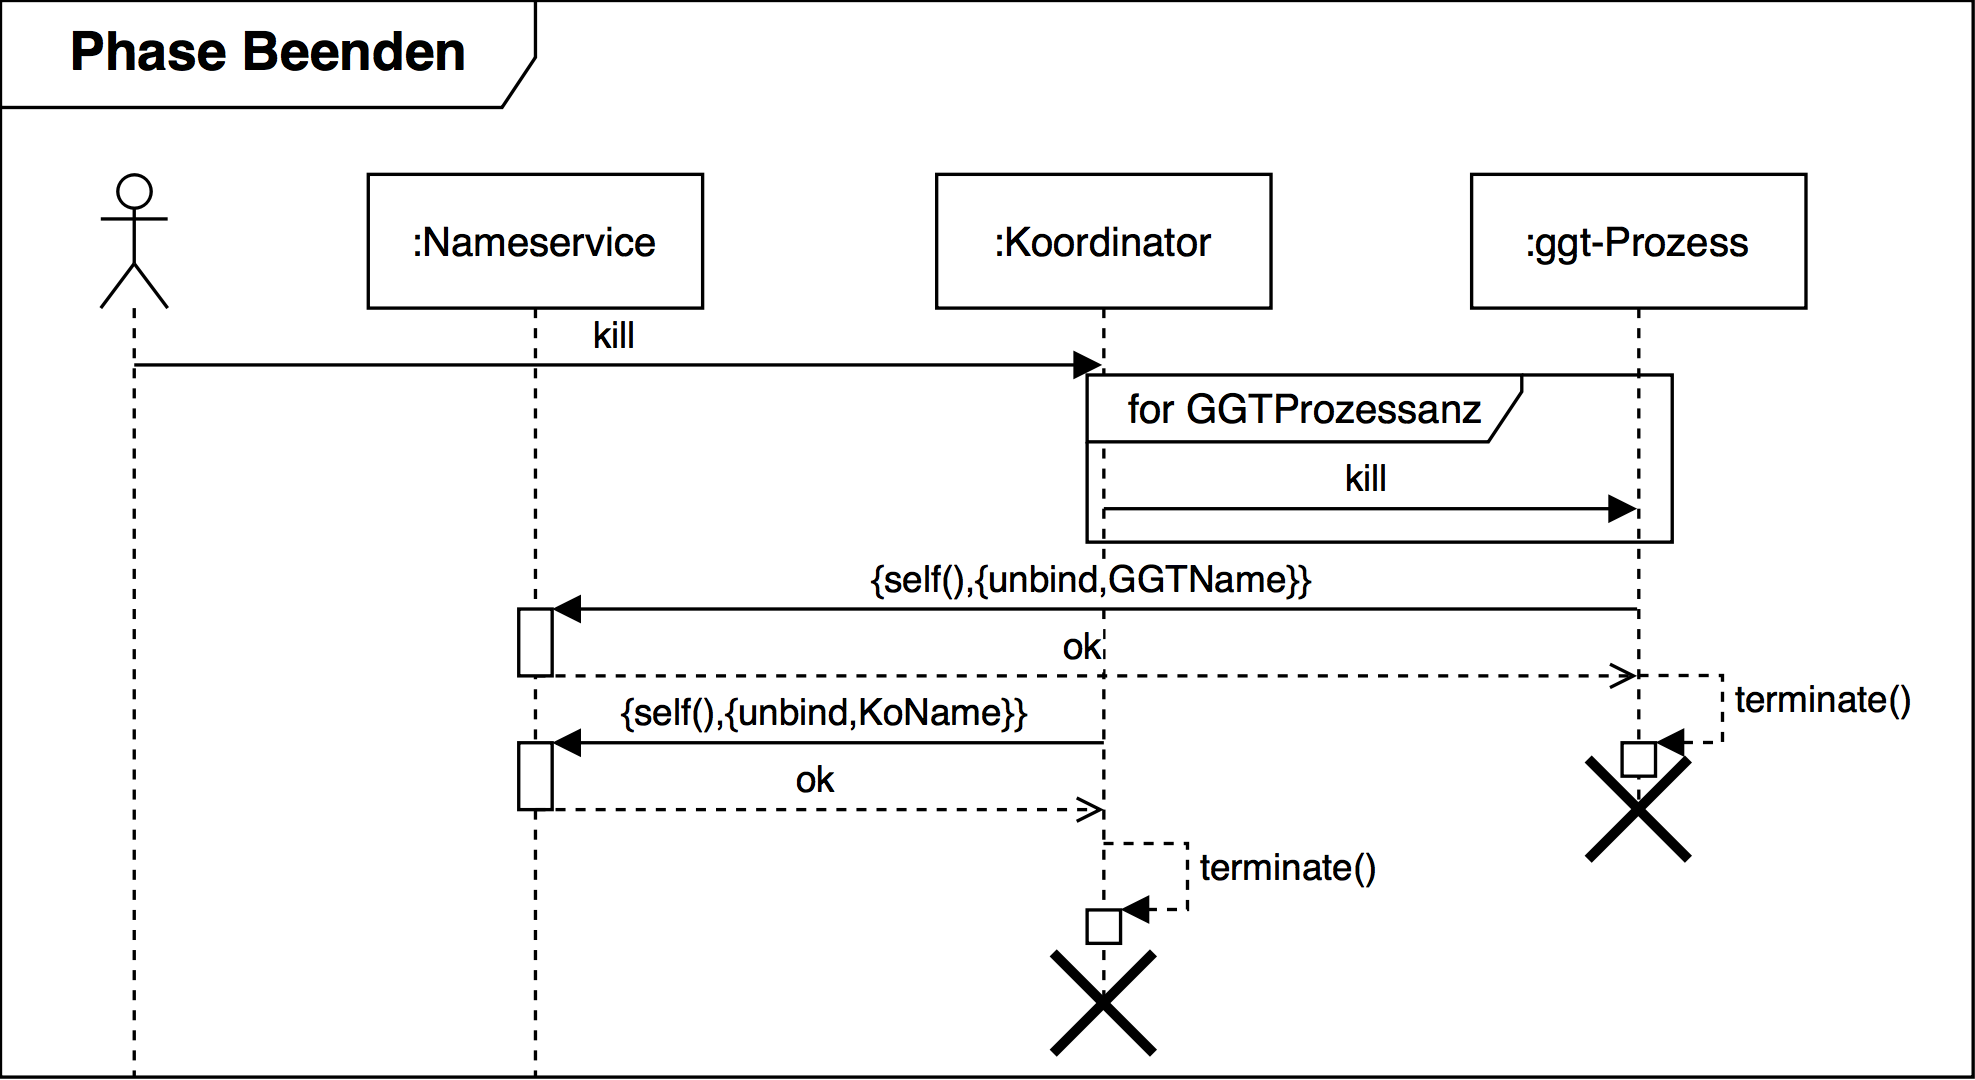 Phase Beenden
:Nameservice
:Koordinator
:ggt-Prozess
kill
for GGTProzessanz
kill
{self(),{unbind,GGTName}}
ok
terminate()
{self(),{unbind,KoName}}
ok
terminate()